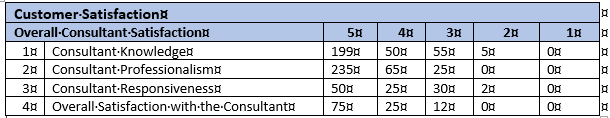 Customer Satisfaction
Overall Consultant Satisfaction 5 4 3 2 1
1 Consultant Knowledge 199 50 55 5 0
2 Consultant Professionalism 235 65 25 0 0
3 Consultant Responsiveness 50 25 30 2 0
4 Overall Satisfaction with the Consultant 75 25 12 0 0